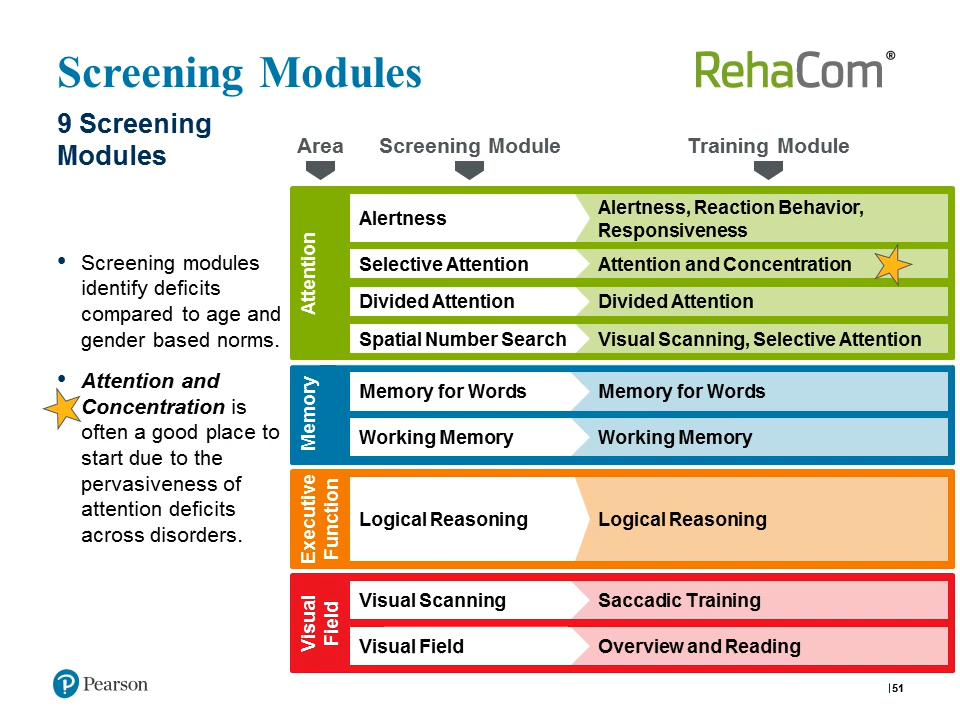 Screening Modules
RehaCom®
9 Screening
Modules
Area
Screening Module
Training Module
• Screening modules
identify deficits
compared to age and
gender based norms.
• Attention and
Concentration is
often a good place to
start due to the
pervasiveness of
attention deficits
across disorders.
Attention
Alertness
Alertness, Reaction Behavior,
Responsiveness
Selective Attention
Attention and Concentration
Divided Attention
Divided Attention
Spatial Number Search
Visual Scanning, Selective Attention
Memory
Memory for Words
Memory for Words
Working Memory
Working Memory
Executive
Function
Logical Reasoning
Logical Reasoning
Visual
Field
Visual Scanning
Saccadic Training
Visual Field
Overview and Reading
P Pearson
|51